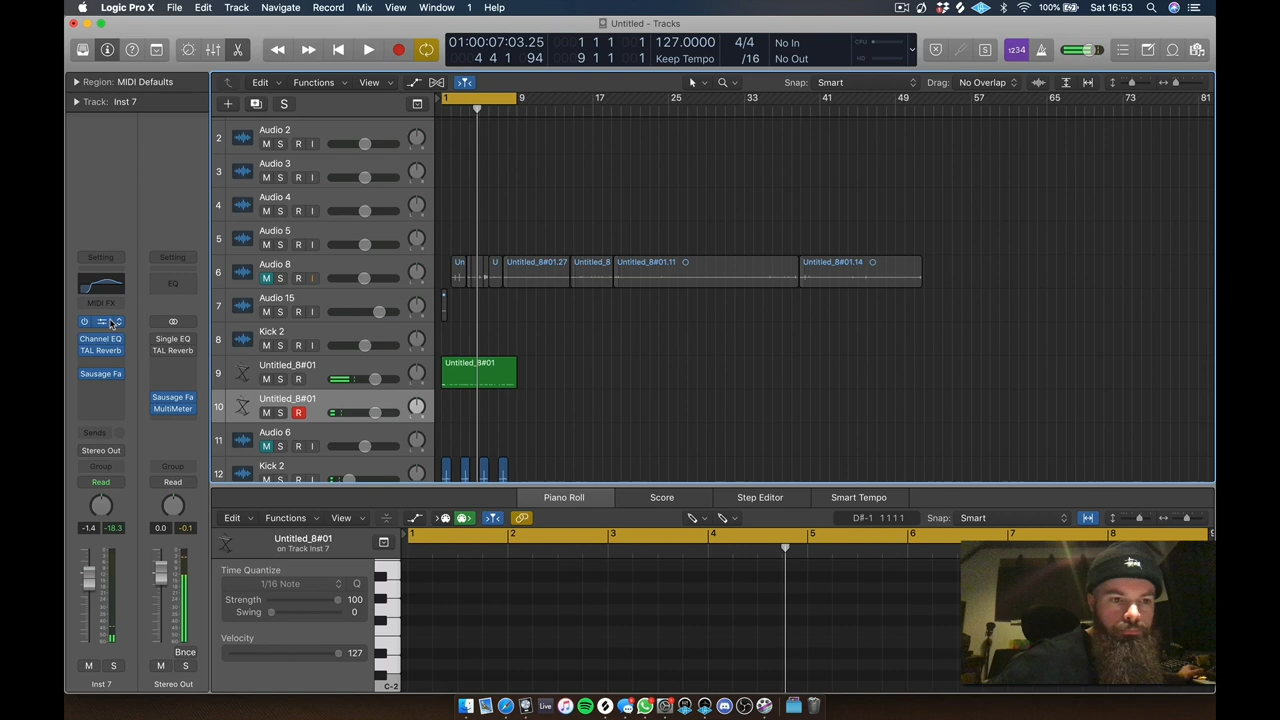 Logic Pro X File Edit Track Navigate Record Mix View Window 1 Help 100% Sat 16:53
Untitled - Tracks
01:00:07:03.25 1 1 1 1 127.0000 4/4 No In CPU
4 4 1 94 9 1 1 1 Keep Tempo /16 No Out
1234
Region: MIDI Defaults
Edit Functions View Snap: Smart Drag: No Overlap
Track: Inst 7
S
1 9 17 25 33 41 49 57 65 73 81
2 Audio 2
M S R I
3 Audio 3
M S R I
4 Audio 4
M S R I
5 Audio 5
M S R I
6 Audio 8
M S R I
Un U Untitled_8#01.27 Untitled_8 Untitled_8#01.11 Untitled_8#01.14
7 Audio 15
M S R I
8 Kick 2
M S R I
9 Untitled_8#01
M S R
Untitled_8#01
10 Untitled_8#01
M S R
11 Audio 6
M S R I
12 Kick 2
M S R I
Setting Setting
EQ
MIDI FX
Channel EQ Single EQ
TAL Reverb TAL Reverb
Sausage Fa
Sausage Fa
MultiMeter
Sends
Stereo Out
Group Group
Read Read
-1.4 -18.3 0.0 -0.1
Bnce
M S M S
Inst 7 Stereo Out
Piano Roll Score Step Editor Smart Tempo
Edit Functions View D#-1 1 1 1 1 Snap: Smart
1 2 3 4 5 6 7 8 9
Untitled_8#01
on Track Inst 7
Time Quantize
1/16 Note Q
Strength 100
Swing 0
Velocity
127
C-2
Live